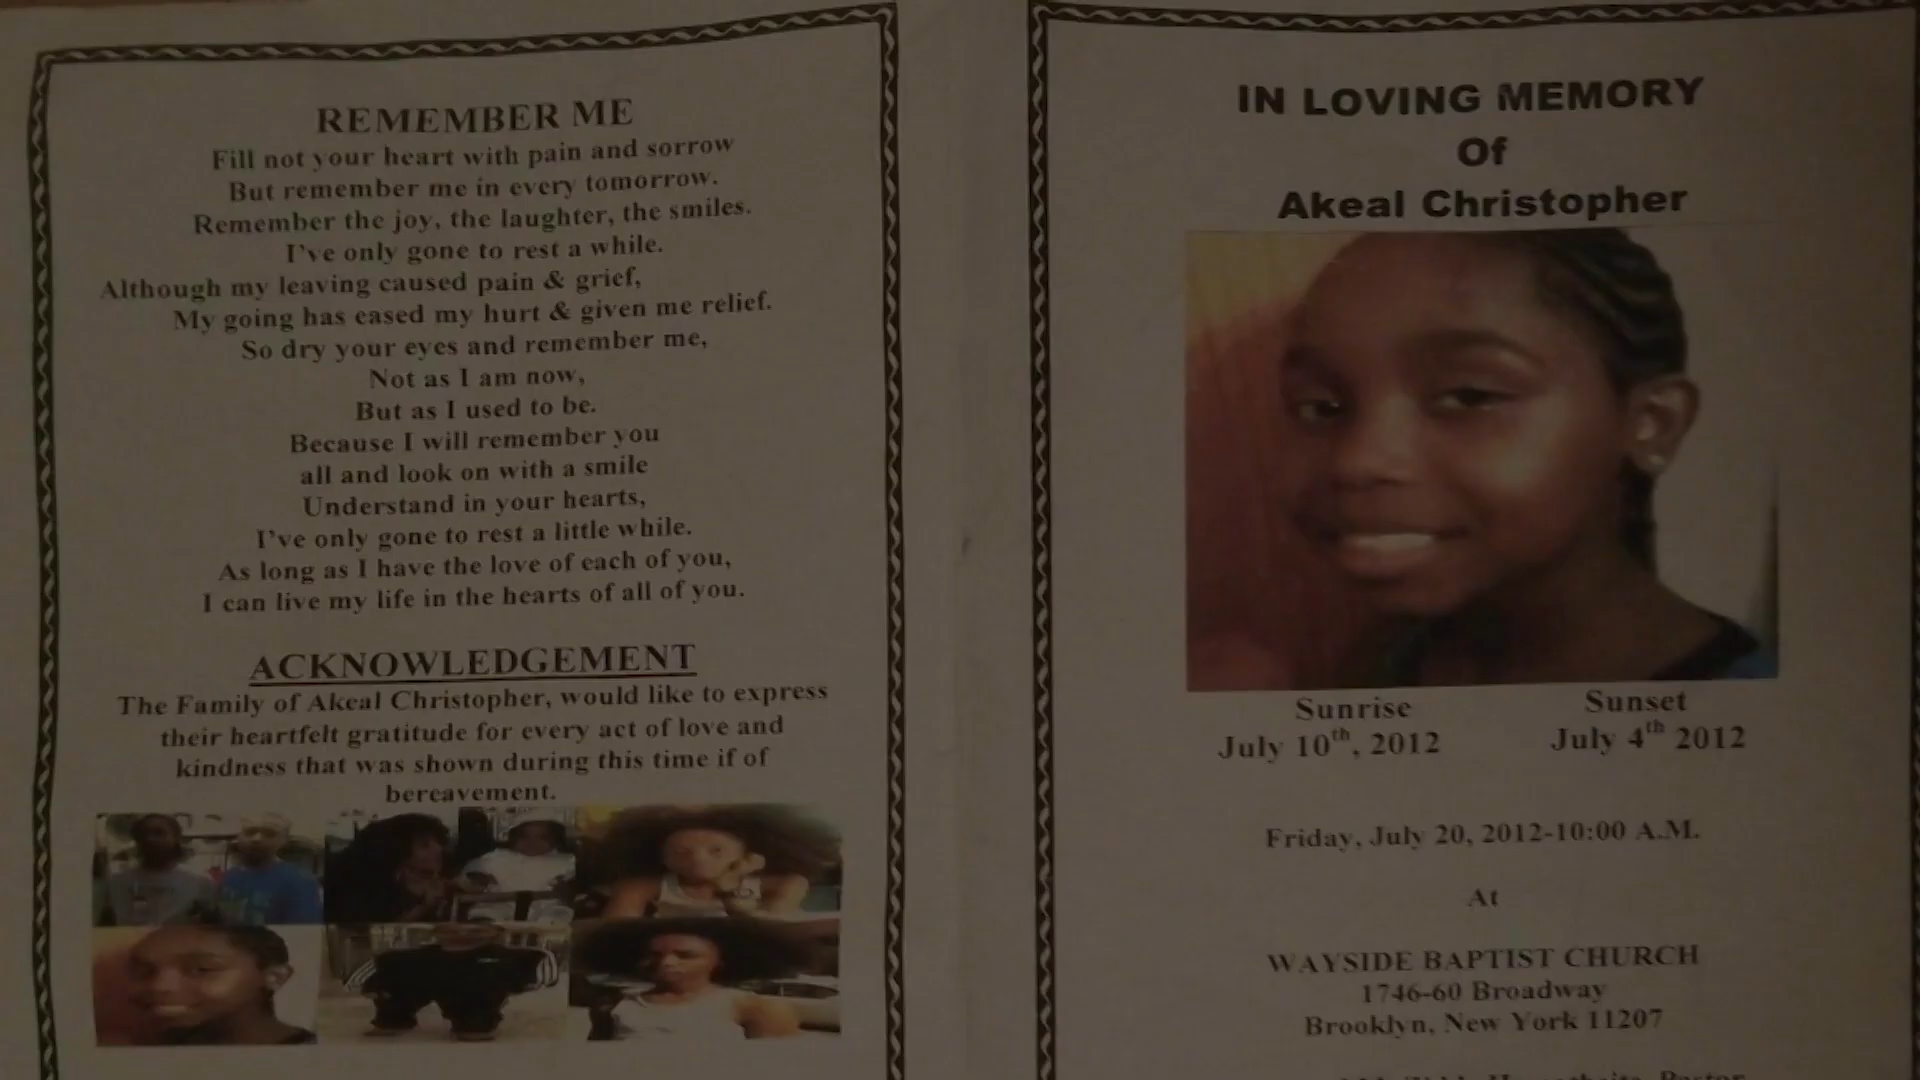 REMEMBER ME
Fill not your heart with pain and sorrow
But remember me in every tomorrow.
Remember the joy, the laughter, the smiles.
I've only gone to rest a while.
Although my leaving caused pain & grief,
My going has eased my hurt & given me relief.
So dry your eyes and remember me,
Not as I am now,
But as I used to be.
Because I will remember you
all and look on with a smile
Understand in your hearts,
I've only gone to rest a little while.
As long as I have the love of each of you,
I can live my life in the hearts of all of you.
ACKNOWLEDGEMENT
The Family of Akeal Christopher, would like to express
their heartfelt gratitude for every act of love and
kindness that was shown during this time if of
bereavement.
IN LOVING MEMORY
Of
Akeal Christopher
Sunrise Sunset
July 10th, 2012 July 4th 2012
Friday, July 20, 2012-10:00 A.M.
At
WAYSIDE BAPTIST CHURCH
1746-60 Broadway
Brooklyn, New York 11207
Pastor